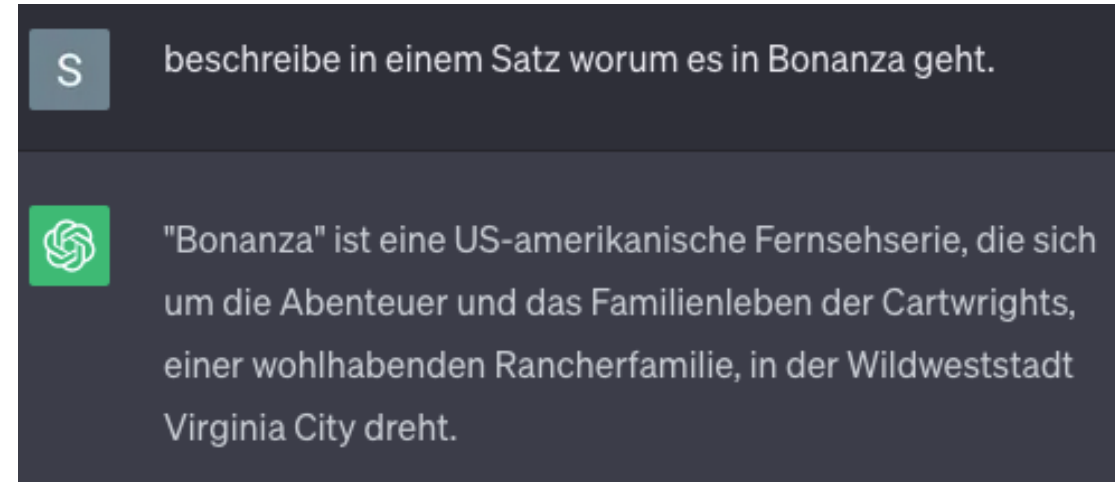 S
beschreibe in einem Satz worum es in Bonanza geht.
"Bonanza" ist eine US-amerikanische Fernsehserie, die sich
um die Abenteuer und das Familienleben der Cartwrights,
einer wohlhabenden Rancherfamilie, in der Wildweststadt
Virginia City dreht.